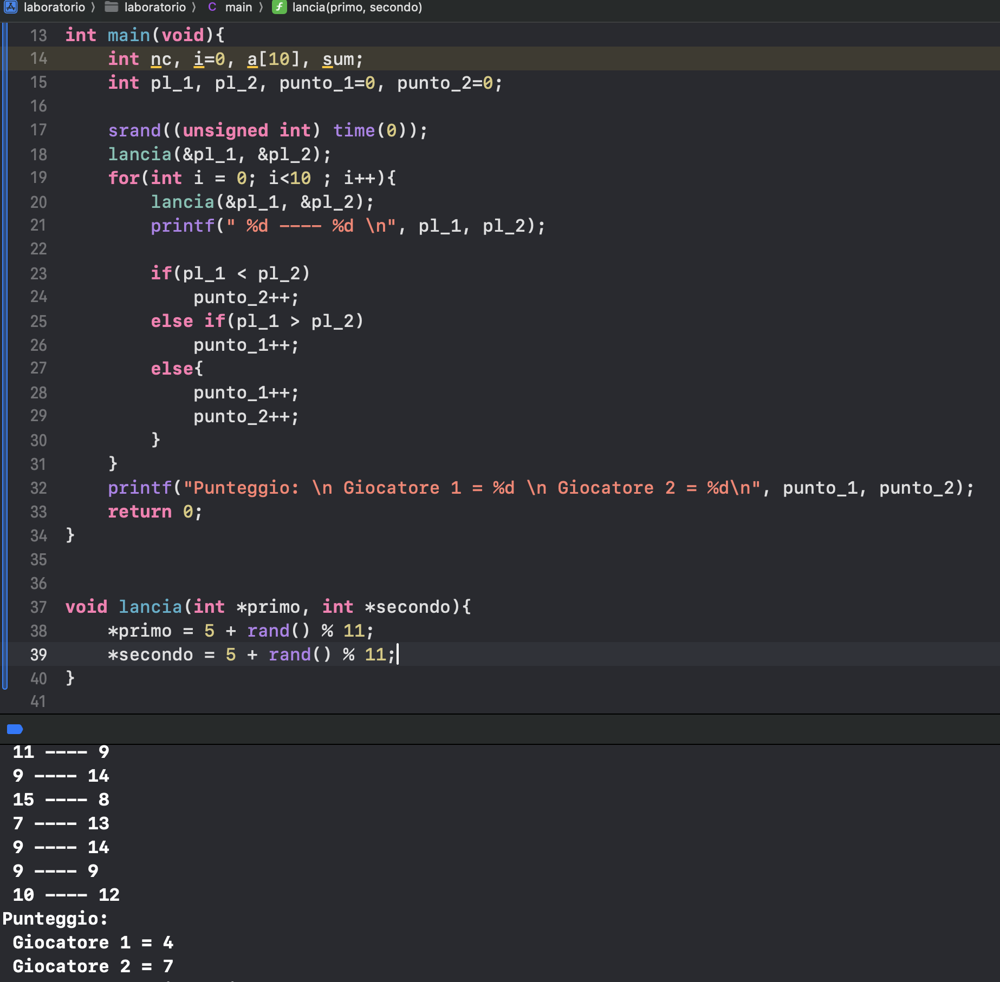 laboratorio 〉 laboratorio 〉 C main 〉 f lancia(primo, secondo)
13 int main(void){
14     int nc, i=0, a[10], sum;
15     int pl_1, pl_2, punto_1=0, punto_2=0;
16
17     srand((unsigned int) time(0));
18     lancia(&pl_1, &pl_2);
19     for(int i = 0; i<10 ; i++){
20         lancia(&pl_1, &pl_2);
21         printf(" %d ---- %d \n", pl_1, pl_2);
22
23         if(pl_1 < pl_2)
24             punto_2++;
25         else if(pl_1 > pl_2)
26             punto_1++;
27         else{
28             punto_1++;
29             punto_2++;
30         }
31     }
32     printf("Punteggio: \n Giocatore 1 = %d \n Giocatore 2 = %d\n", punto_1, punto_2);
33     return 0;
34 }
35
36
37 void lancia(int *primo, int *secondo){
38     *primo = 5 + rand() % 11;
39     *secondo = 5 + rand() % 11;
40 }
41
11 ---- 9
9 ---- 14
15 ---- 8
7 ---- 13
9 ---- 14
9 ---- 9
10 ---- 12
Punteggio:
Giocatore 1 = 4
Giocatore 2 = 7